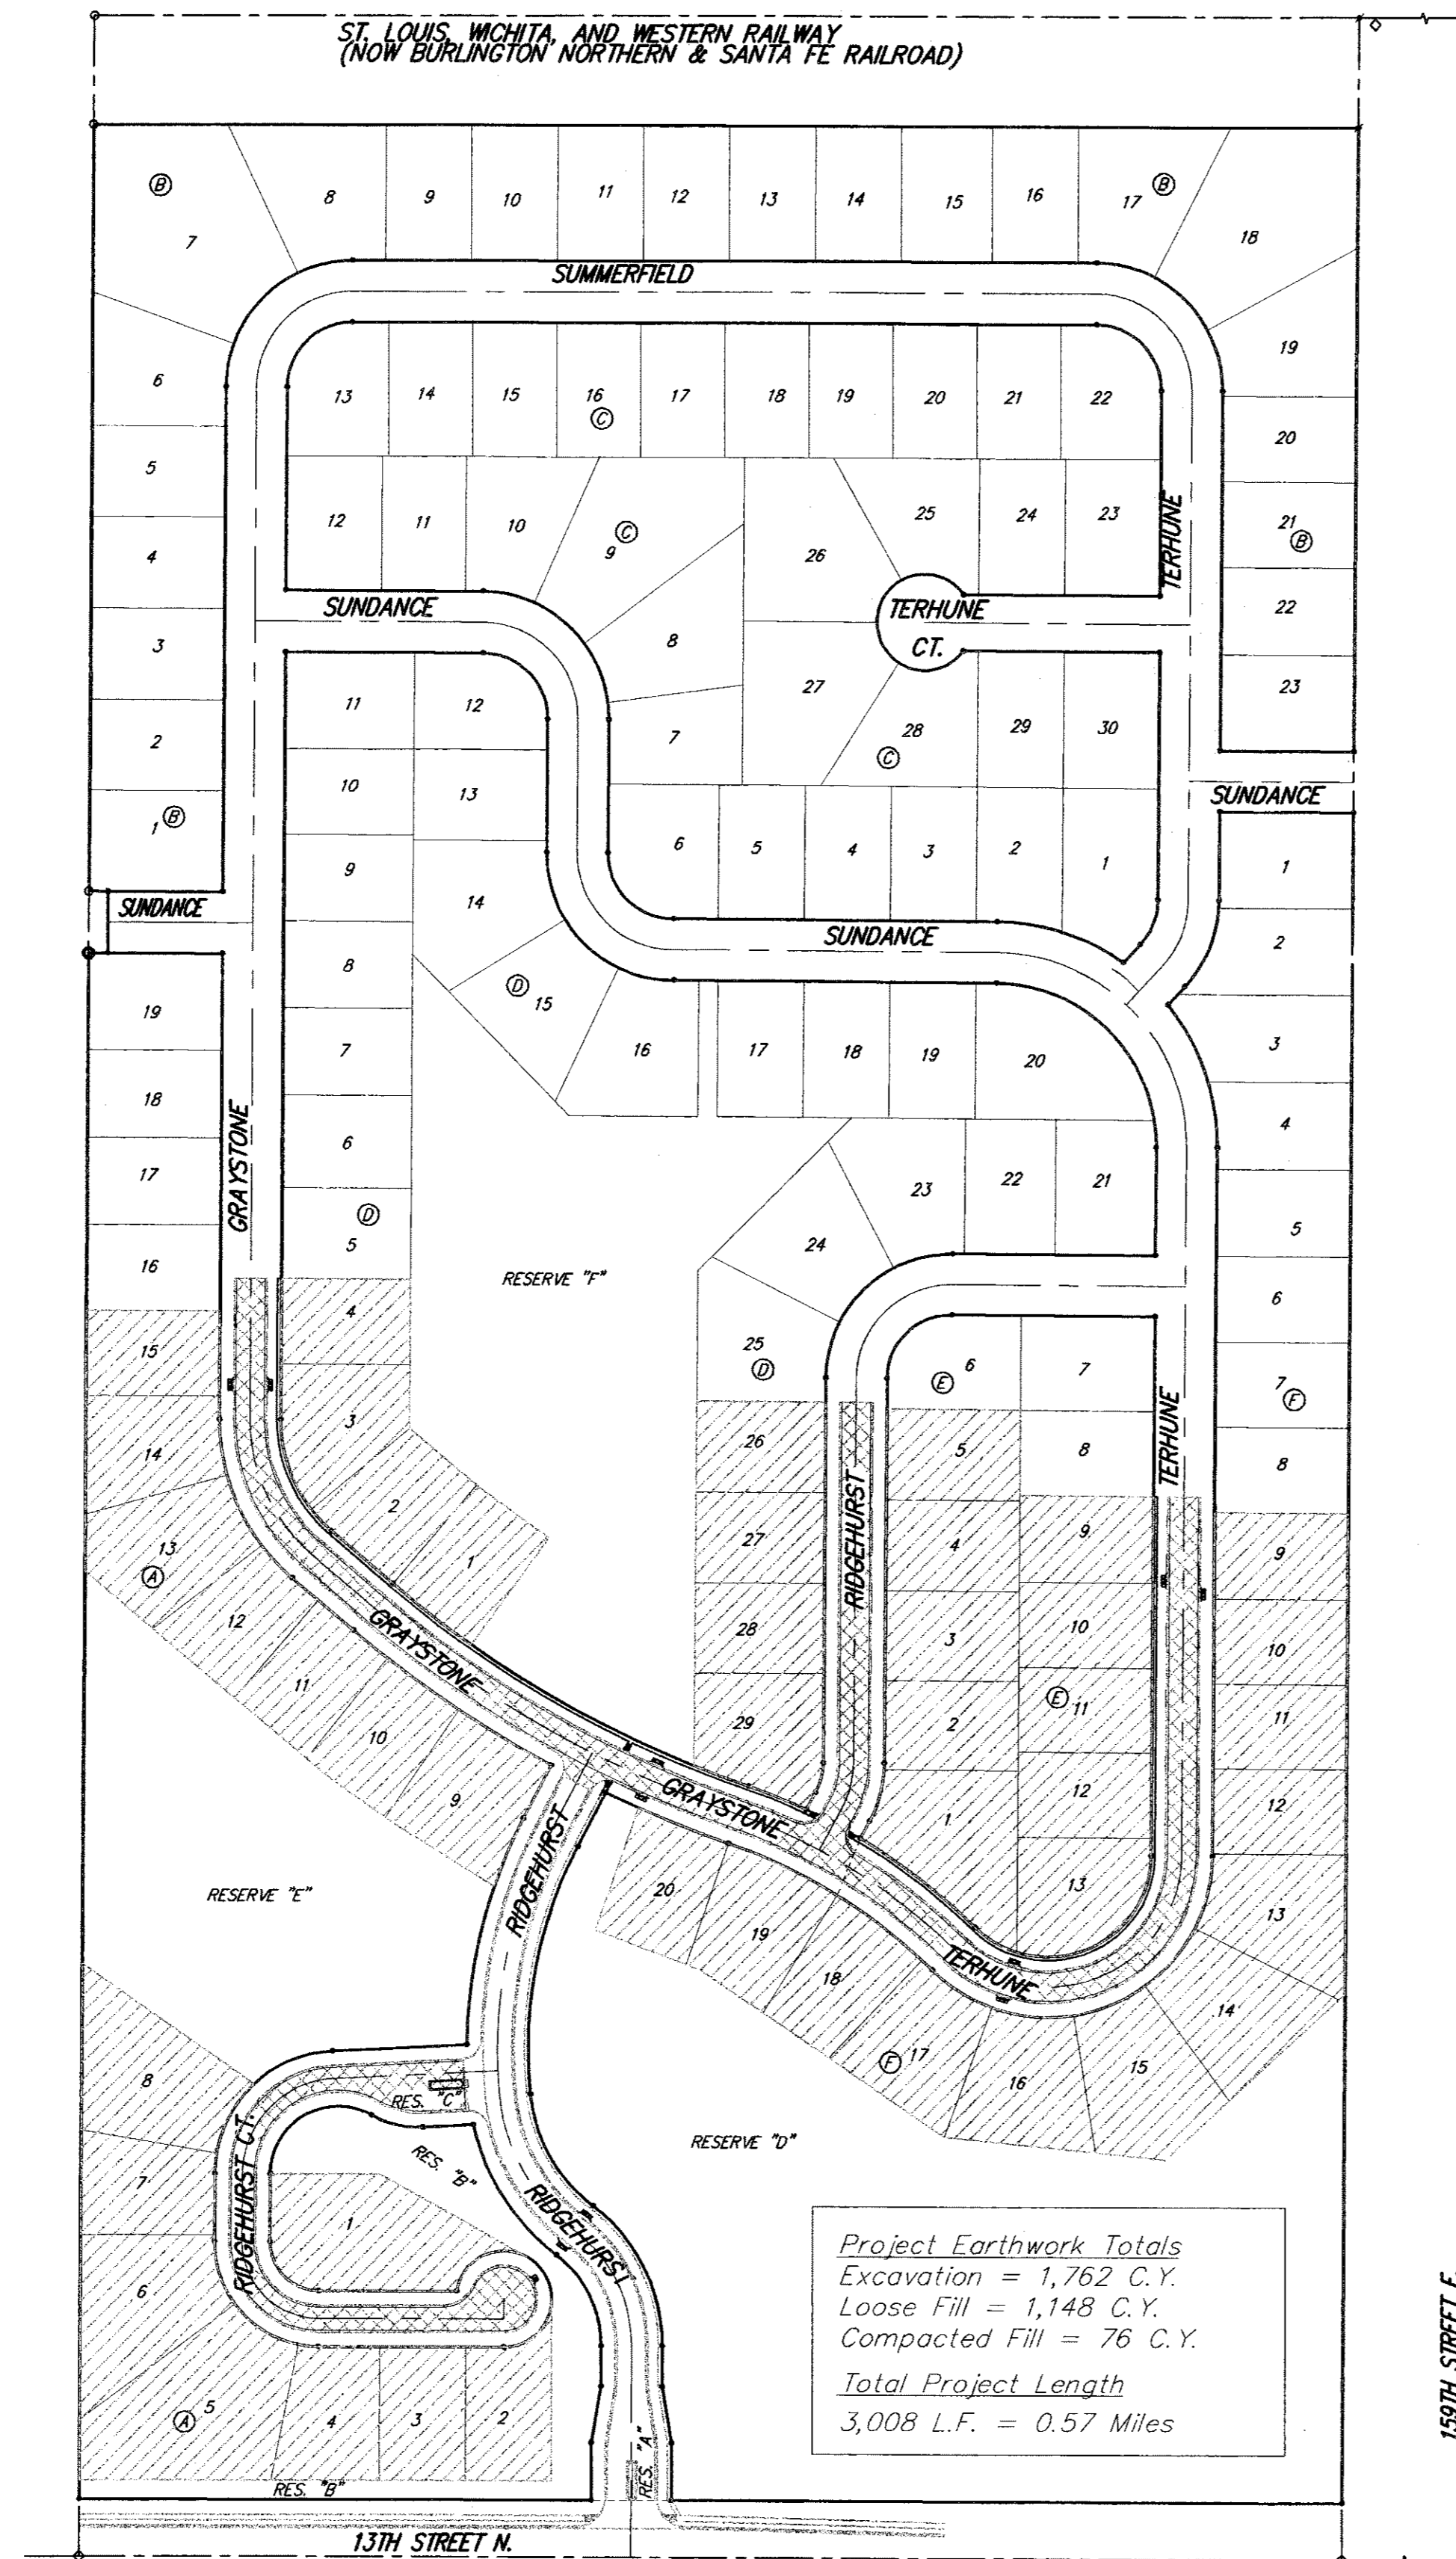 ST. LOUIS, WICHITA, AND WESTERN RAILWAY
(NOW BURLINGTON NORTHERN & SANTA FE RAILROAD)
B
7
8
9
10
11
12
13
14
15
16
17
B
18
SUMMERFIELD
6
5
4
3
2
1 B
13
14
15
16
C
17
18
19
20
21
22
19
20
21
B
22
23
12
11
10
9
C
8
7
26
25
24
23
TERHUNE
SUNDANCE
TERHUNE
CT.
27
28
C
29
30
SUNDANCE
11
12
10
13
9
14
8
7
6
D
5
6
5
4
3
2
1
SUNDANCE
SUNDANCE
19
18
17
16
GRAYSTONE
D 15
16
17
18
19
20
1
2
3
4
5
6
7
F
8
23
22
21
24
25
D
RESERVE "F"
6
E
7
8
TERHUNE
15
14
13
A
12
11
10
9
4
3
2
1
GRAYSTONE
26
27
28
29
RIDGEHURST
5
4
3
2
1
9
10
E 11
12
13
9
10
11
12
13
14
15
16
F 17
18
19
20
GRAYSTONE
RIDGEHURST
TERHUNE
RESERVE "E"
8
7
6
RES. "C"
RES. "B"
RIDGEHURST CT.
1
RIDGEHURST
RESERVE "D"
A 5
4
3
2
RES. "A"
RES. "B"
13TH STREET N.
Project Earthwork Totals
Excavation = 1,762 C.Y.
Loose Fill = 1,148 C.Y.
Compacted Fill = 76 C.Y.
Total Project Length
3,008 L.F. = 0.57 Miles
159TH STREET E.